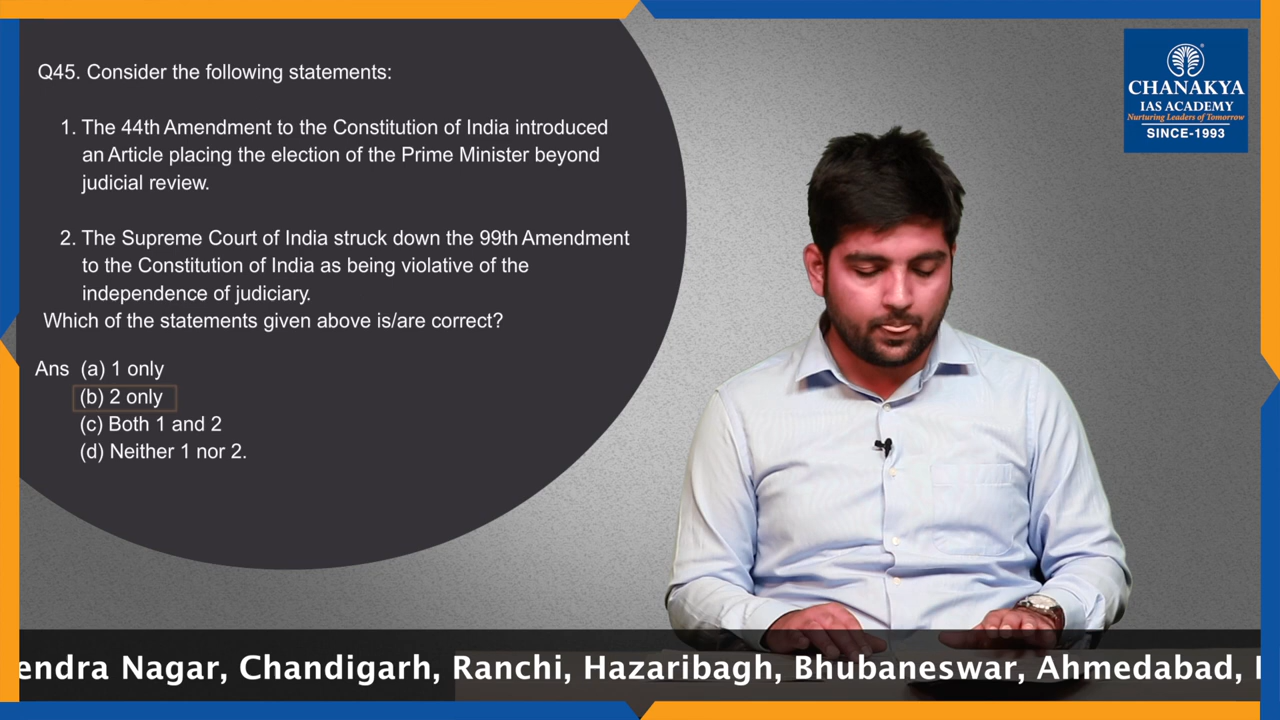 Q45. Consider the following statements:
1. The 44th Amendment to the Constitution of India introduced
an Article placing the election of the Prime Minister beyond
judicial review.
2. The Supreme Court of India struck down the 99th Amendment
to the Constitution of India as being violative of the
independence of judiciary.
Which of the statements given above is/are correct?
Ans (a) 1 only
(b) 2 only
(c) Both 1 and 2
(d) Neither 1 nor 2.
CHANAKYA
IAS ACADEMY
Nurturing Leaders of Tomorrow
SINCE-1993
endra Nagar, Chandigarh, Ranchi, Hazaribagh, Bhubaneswar, Ahmedabad,